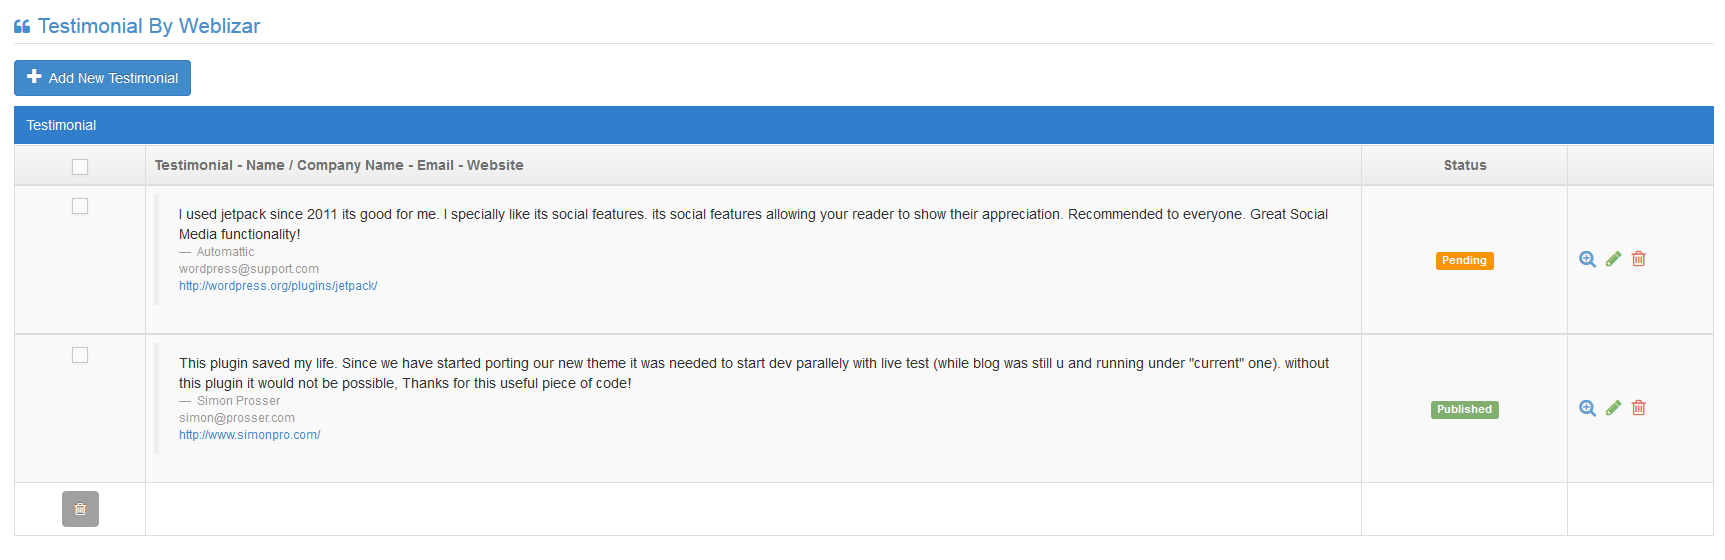 Testimonial By Weblizar
Add New Testimonial
Testimonial
Testimonial - Name / Company Name - Email - Website
Status
I used jetpack since 2011 its good for me. I specially like its social features. its social features allowing your reader to show their appreciation. Recommended to everyone. Great Social
Media functionality!
— Automattic
wordpress@support.com
http://wordpress.org/plugins/jetpack/
Pending
This plugin saved my life. Since we have started porting our new theme it was needed to start dev parallely with live test (while blog was still u and running under "current" one). without
this plugin it would not be possible, Thanks for this useful piece of code!
— Simon Prosser
simon@prosser.com
http://www.simonpro.com/
Published